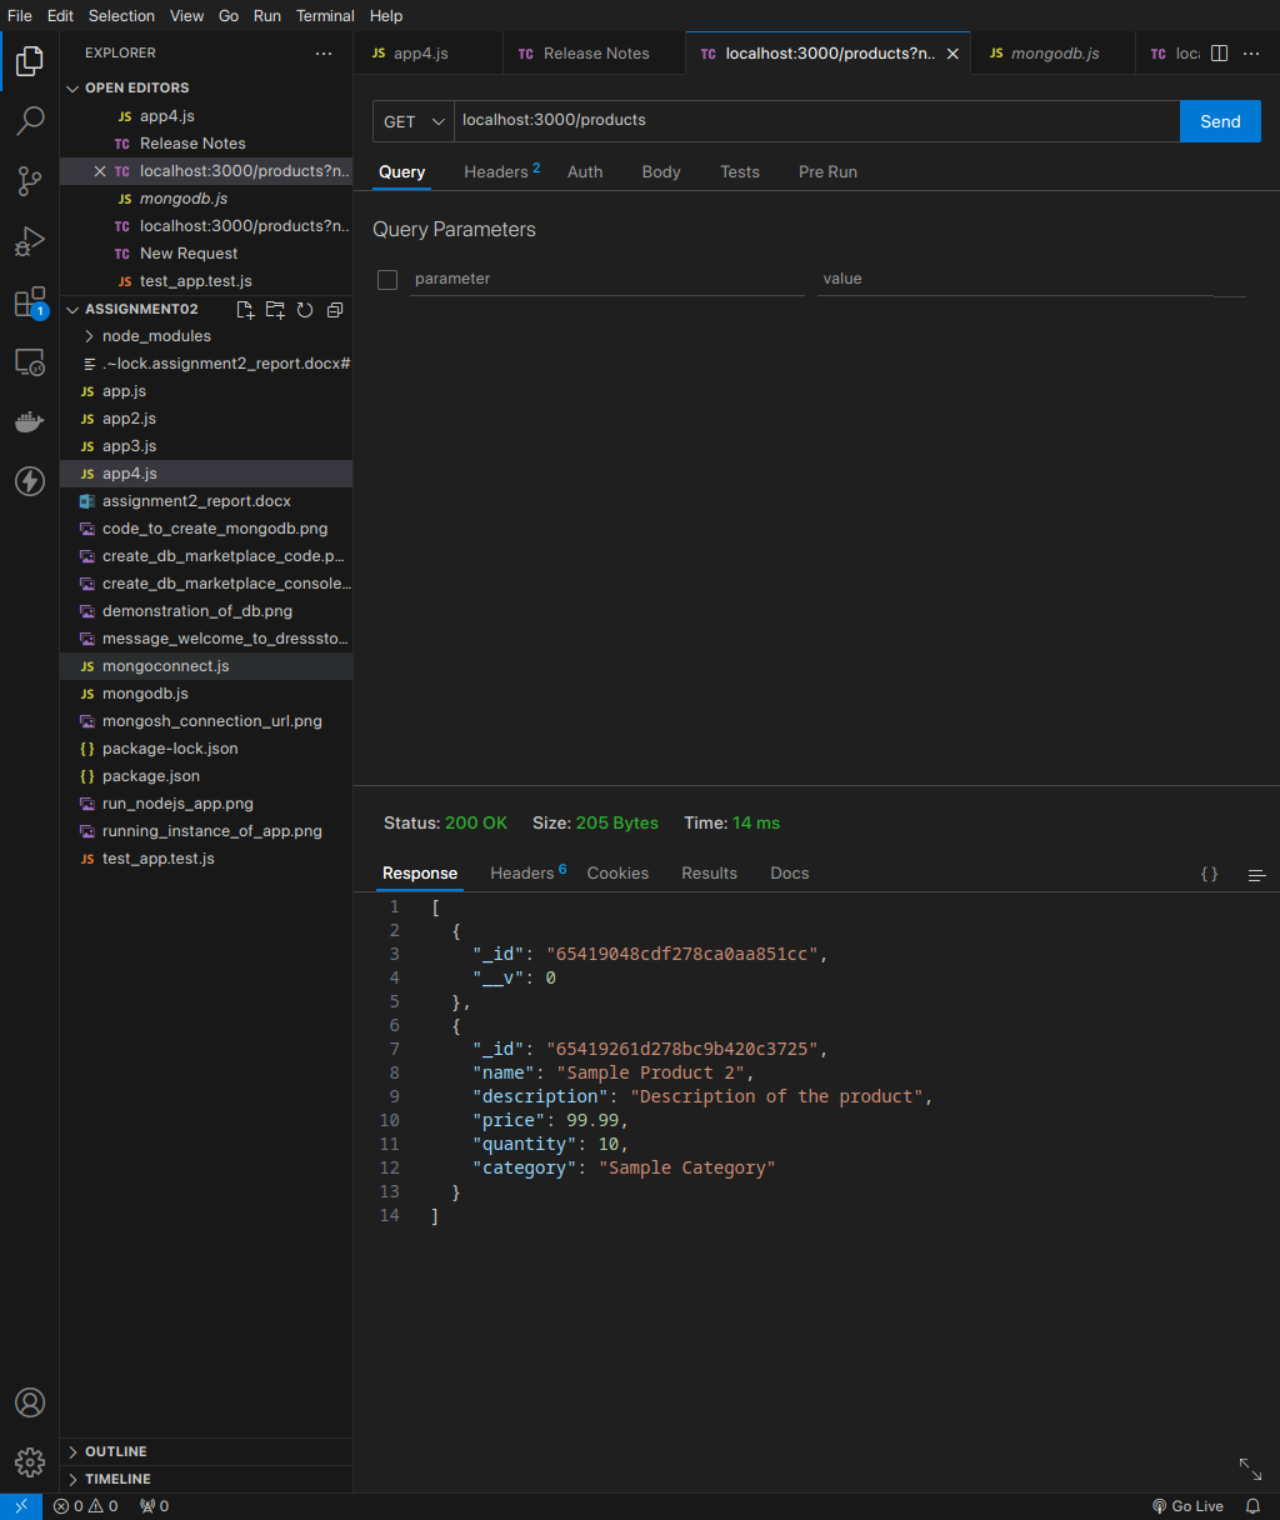 File Edit Selection View Go Run Terminal Help
EXPLORER
OPEN EDITORS
JS app4.js
TC Release Notes
TC localhost:3000/products?n..
JS mongodb.js
TC localhost:3000/products?n..
TC New Request
JS test_app.test.js
ASSIGNMENT02
node_modules
.~lock.assignment2_report.docx#
JS app.js
JS app2.js
JS app3.js
JS app4.js
assignment2_report.docx
code_to_create_mongodb.png
create_db_marketplace_code.p...
create_db_marketplace_console...
demonstration_of_db.png
message_welcome_to_dresssto...
JS mongoconnect.js
JS mongodb.js
mongosh_connection_url.png
{} package-lock.json
{} package.json
run_nodejs_app.png
running_instance_of_app.png
JS test_app.test.js
OUTLINE
TIMELINE
1
JS app4.js TC Release Notes TC localhost:3000/products?n.. JS mongodb.js TC loc
GET localhost:3000/products Send
Query Headers 2 Auth Body Tests Pre Run
Query Parameters
parameter value
Status: 200 OK Size: 205 Bytes Time: 14 ms
Response Headers 6 Cookies Results Docs {}
1 [
2 {
3 "_id": "65419048cdf278ca0aa851cc",
4 "__v": 0
5 },
6 {
7 "_id": "65419261d278bc9b420c3725",
8 "name": "Sample Product 2",
9 "description": "Description of the product",
10 "price": 99.99,
11 "quantity": 10,
12 "category": "Sample Category"
13 }
14 ]
0 0 0 Go Live